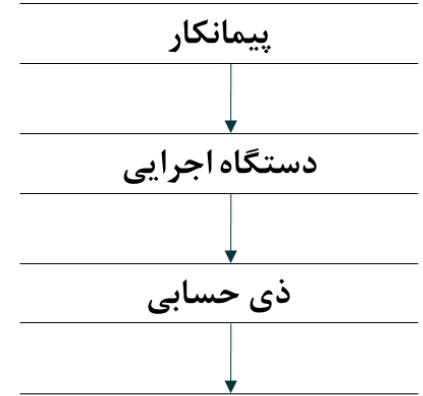 پیمانکار
دستگاه اجرایی
ذی حسابی